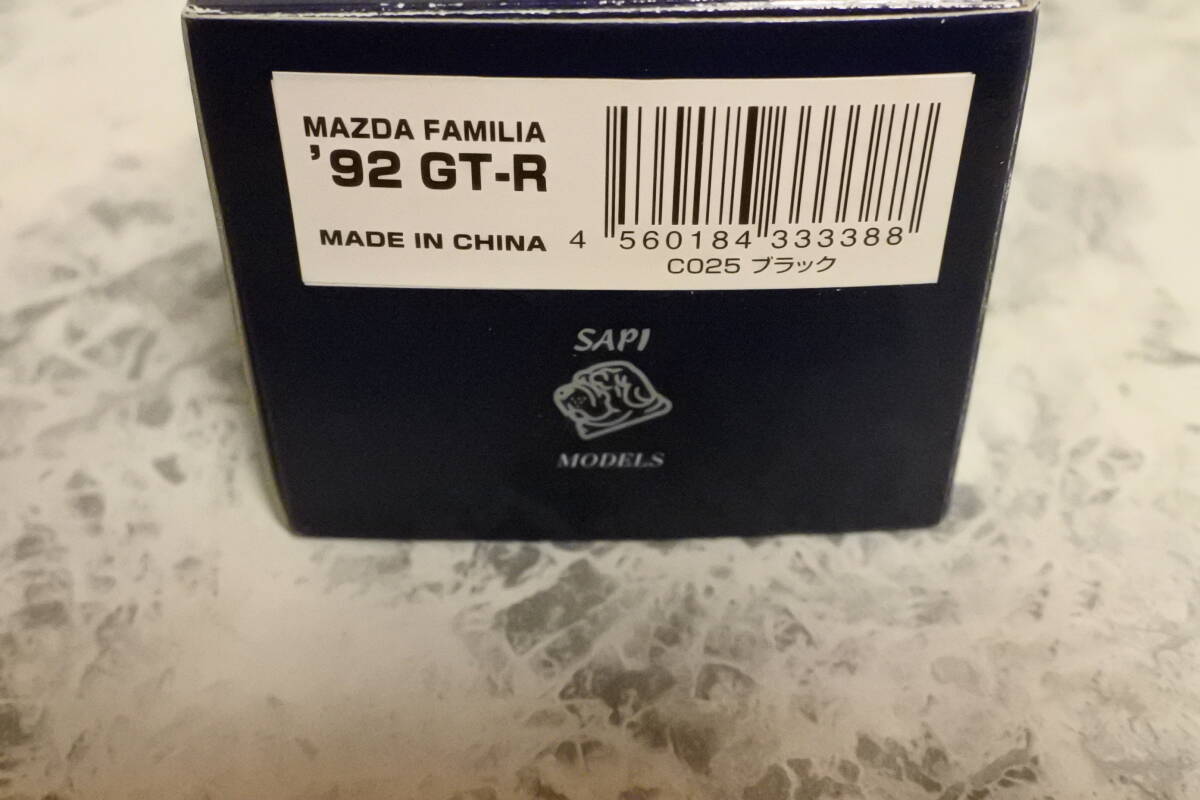 MAZDA FAMILIA
'92 GT-R
MADE IN CHINA
4 560184 333388
C025 ブラック
SAPI
MODELS